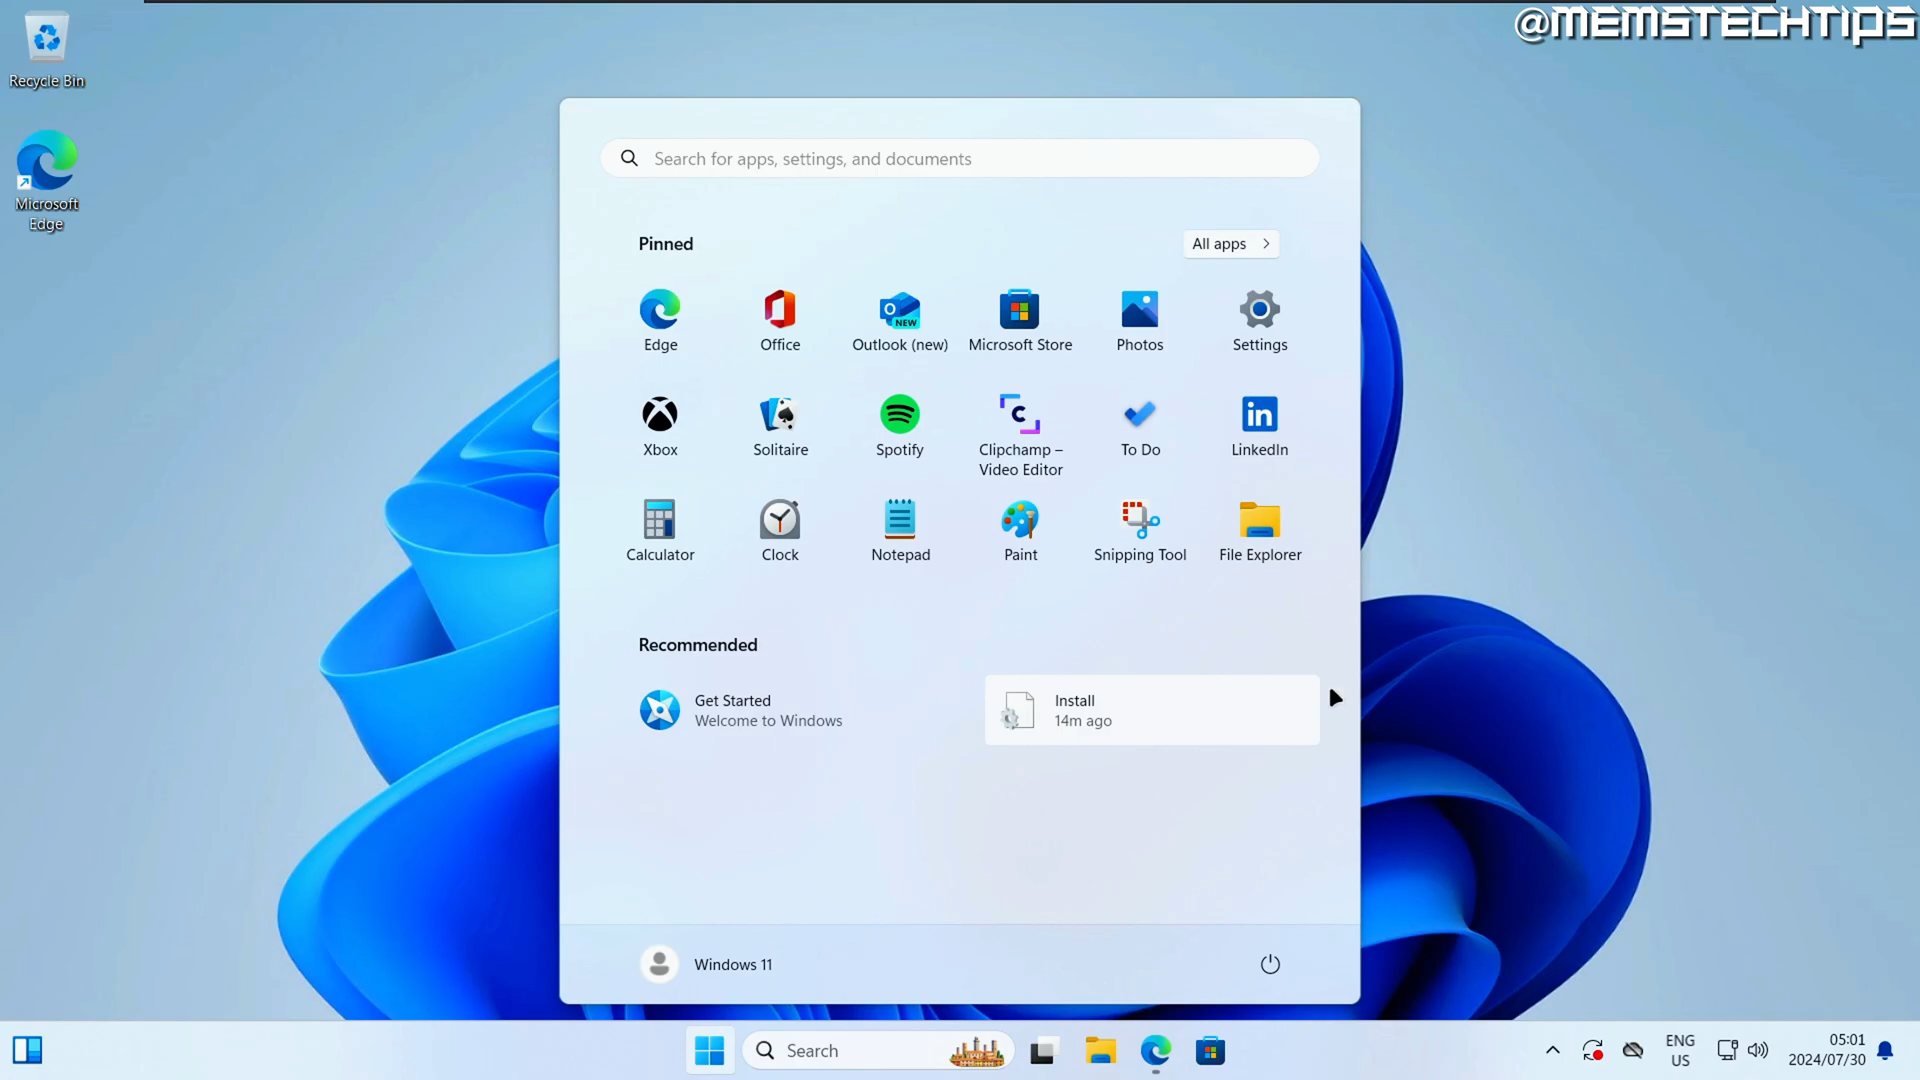 @MEMSTECHTIPS
Recycle Bin
Microsoft
Edge
Search for apps, settings, and documents
Pinned
All apps
Edge
Office
NEW
Outlook (new)
Microsoft Store
Photos
Settings
Xbox
Solitaire
Spotify
Clipchamp –
Video Editor
To Do
in
LinkedIn
Calculator
Clock
Notepad
Paint
Snipping Tool
File Explorer
Recommended
Get Started
Welcome to Windows
Install
14m ago
Windows 11
Search
ENG
US
05:01
2024/07/30